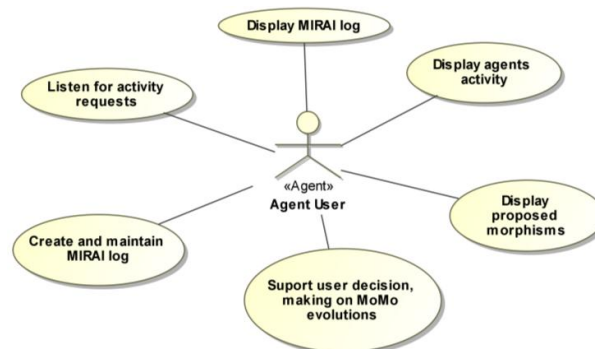 Display MIRAI log
Display agents
activity
Listen for activity
requests
«Agent»
Agent User
Display
proposed
morphisms
Create and maintain
MIRAI log
Suport user decision,
making on MoMo
evolutions